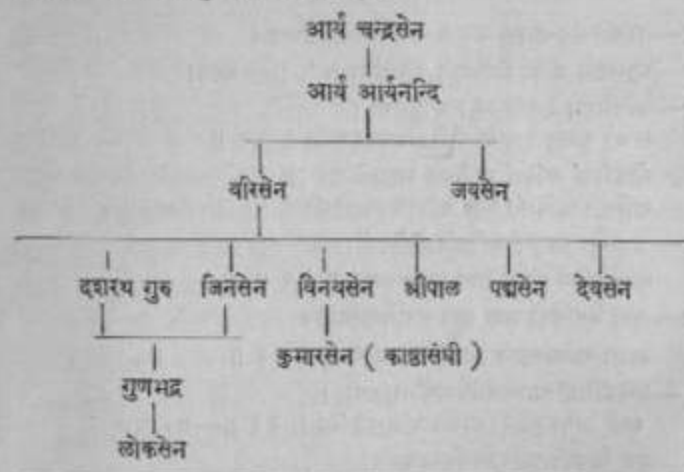 आर्य चन्द्रसेन
आर्य आर्यनन्दि
वीरसेन जयसेन
दशरथ गुरु जिनसेन विनयसेन श्रीपाल पद्मसेन देवसेन
कुमारसेन ( काष्ठासंघी )
गुणभद्र
लोकसेन